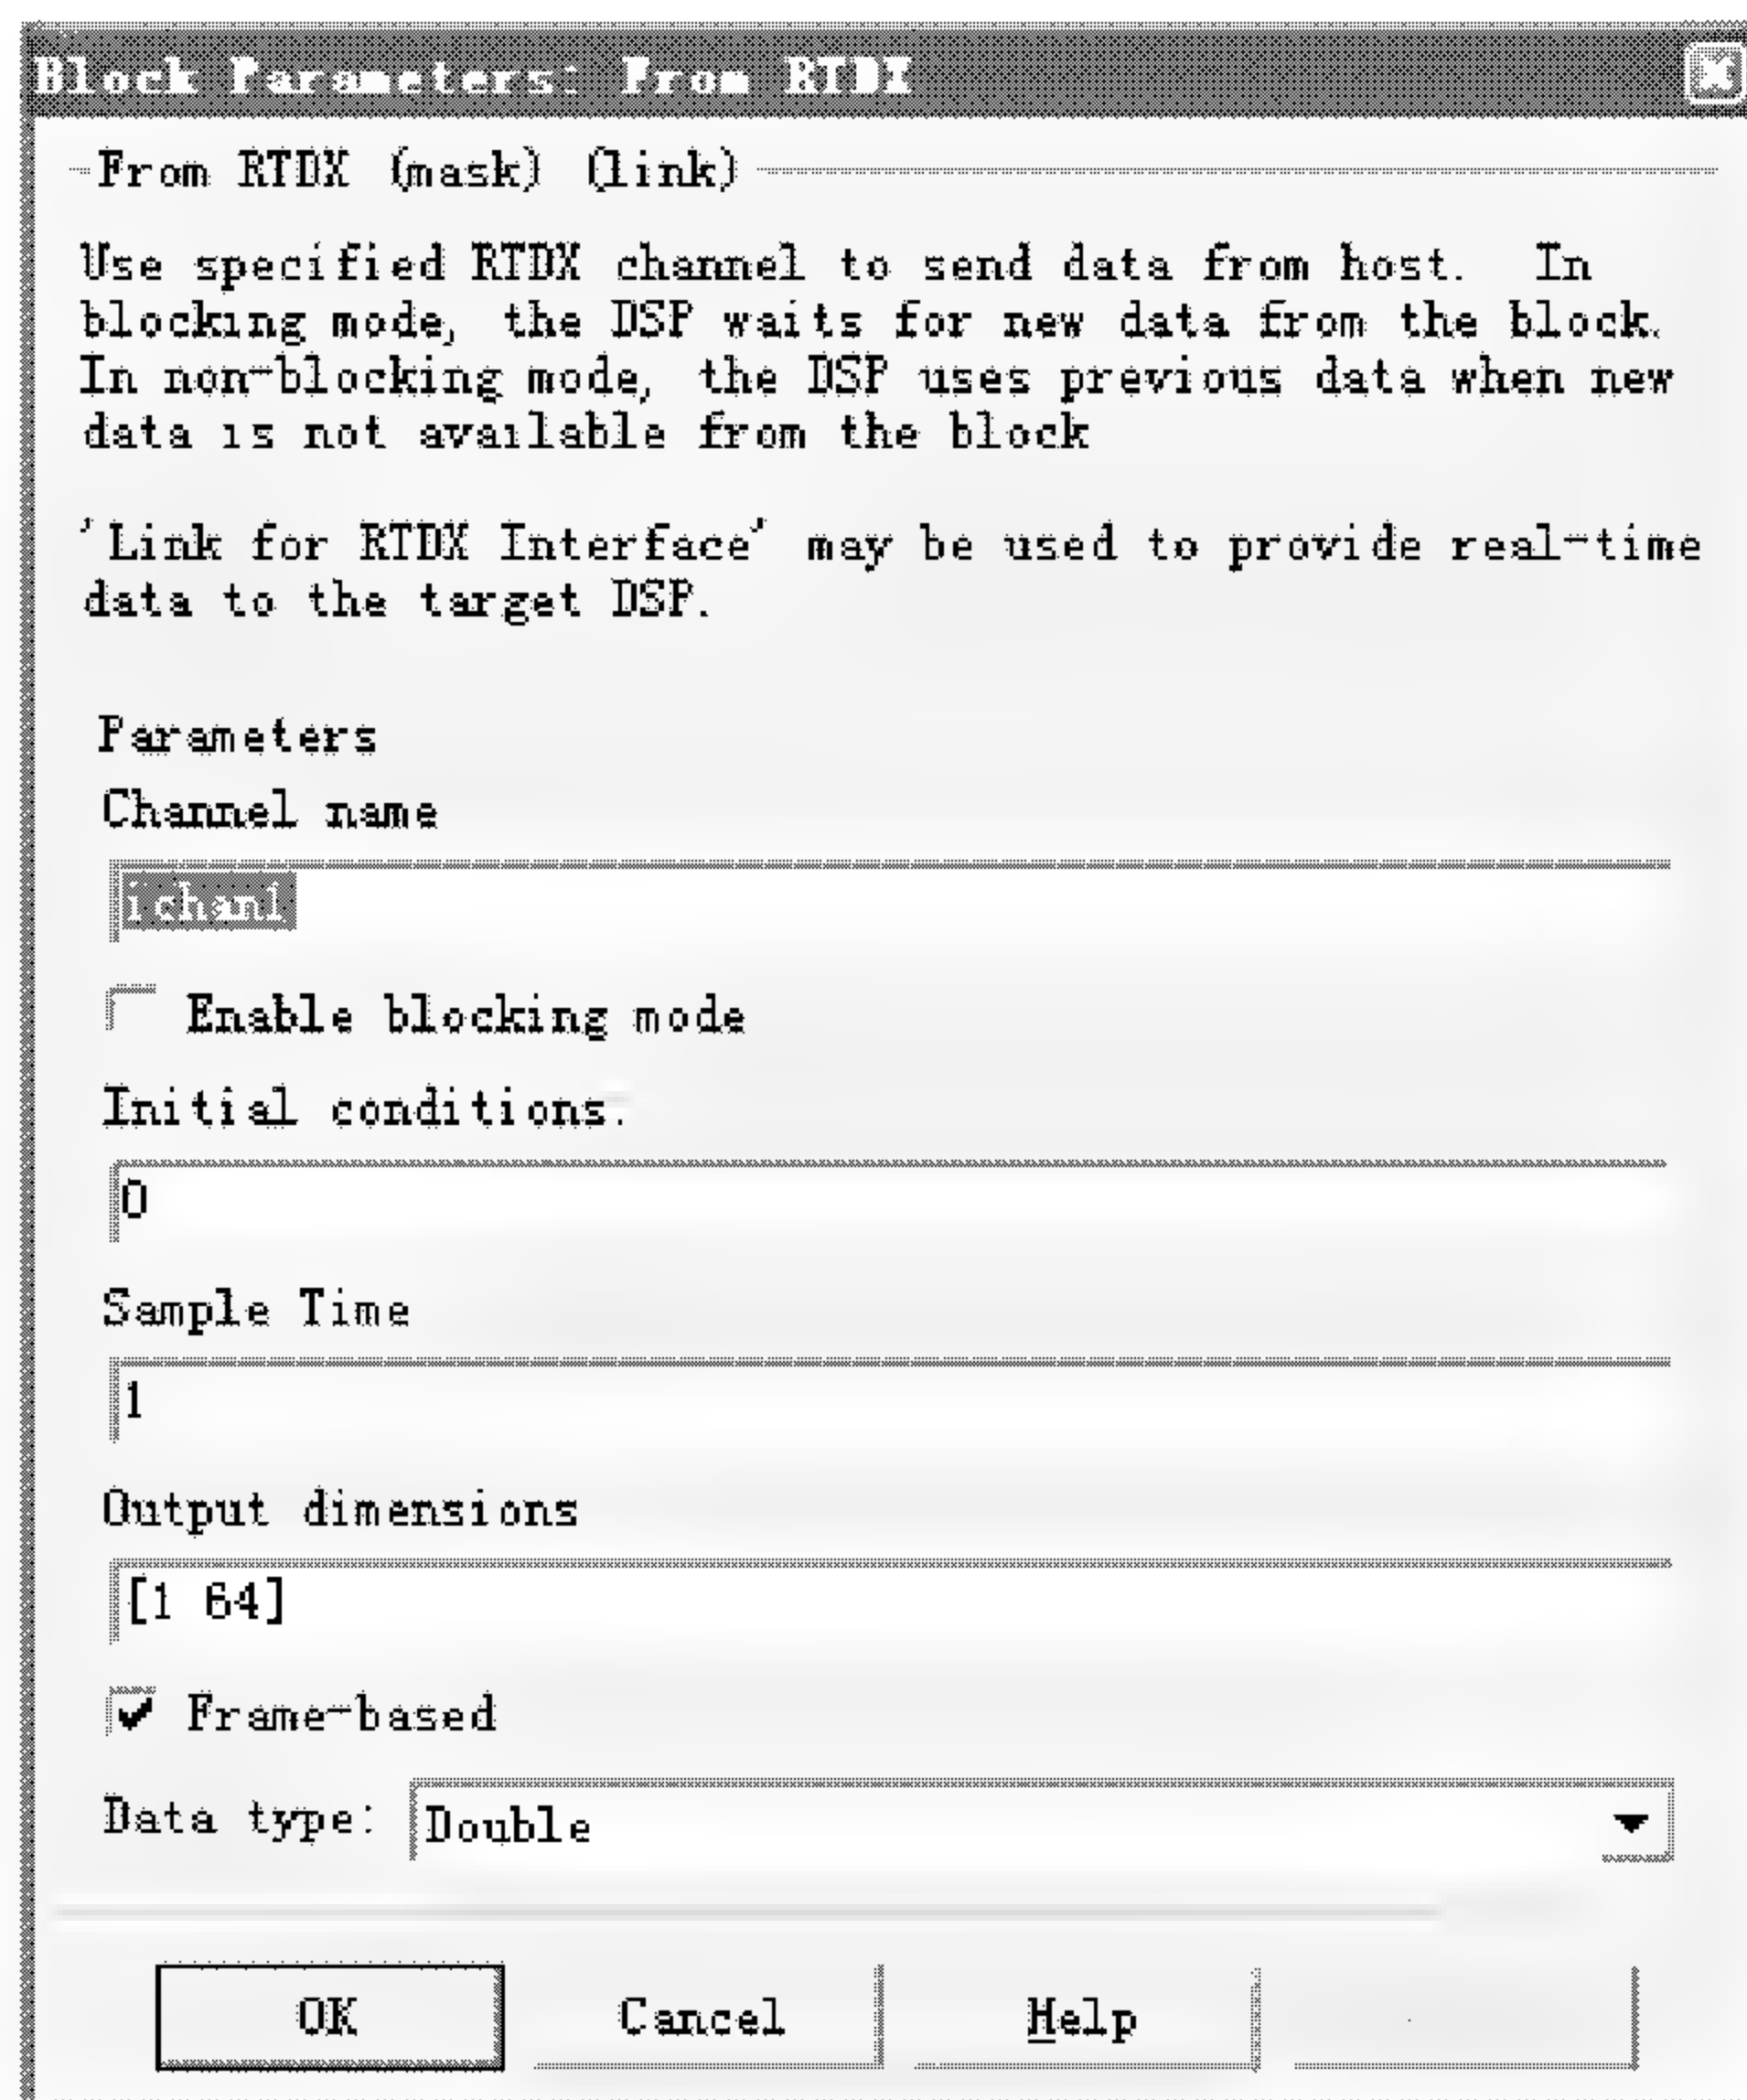 Block Parameters: From RTDX
From RTDX (mask) (link)
Use specified RTDX channel to send data from host.  In
blocking mode, the DSP waits for new data from the block.
In non-blocking mode, the DSP uses previous data when new
data is not available from the block
'Link for RTDX Interface' may be used to provide real-time
data to the target DSP.
Parameters
Channel name
ichan1
Enable blocking mode
Initial conditions:
0
Sample Time
1
Output dimensions
[1 64]
Frame-based
Data type: Double
OK Cancel Help